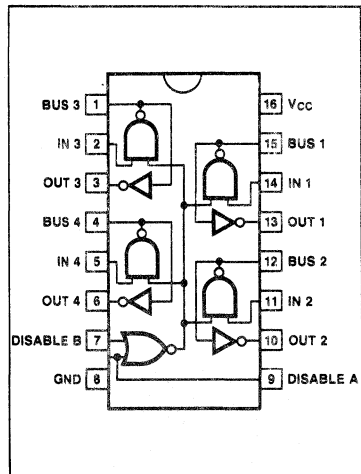 BUS 3 1
IN 3 2
OUT 3 3
BUS 4 4
IN 4 5
OUT 4 6
DISABLE B 7
GND 8
16 VCC
15 BUS 1
14 IN 1
13 OUT 1
12 BUS 2
11 IN 2
10 OUT 2
9 DISABLE A